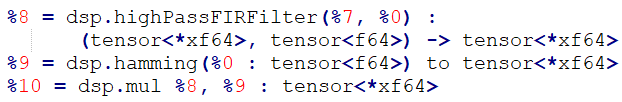 %8 = dsp.highPassFIRFilter(%7, %0) :
(tensor<*xf64>, tensor<f64>) -> tensor<*xf64>
%9 = dsp.hamming(%0 : tensor<f64>) to tensor<*xf64>
%10 = dsp.mul %8, %9 : tensor<*xf64>